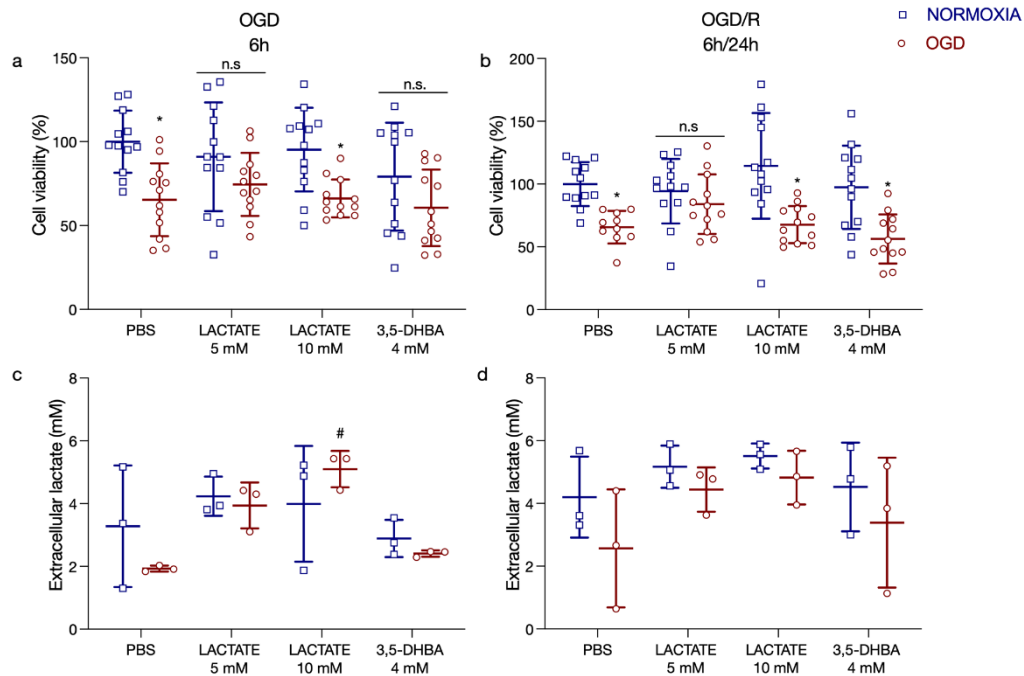 OGD
6h
OGD/R
6h/24h
NORMOXIA
OGD
a
Cell viability (%)
150
100
50
0
n.s
n.s.
*
*
PBS
LACTATE
5 mM
LACTATE
10 mM
3,5-DHBA
4 mM
b
Cell viability (%)
200
150
100
50
0
n.s
*
*
*
PBS
LACTATE
5 mM
LACTATE
10 mM
3,5-DHBA
4 mM
c
Extracellular lactate (mM)
8
6
4
2
0
#
PBS
LACTATE
5 mM
LACTATE
10 mM
3,5-DHBA
4 mM
d
Extracellular lactate (mM)
8
6
4
2
0
PBS
LACTATE
5 mM
LACTATE
10 mM
3,5-DHBA
4 mM